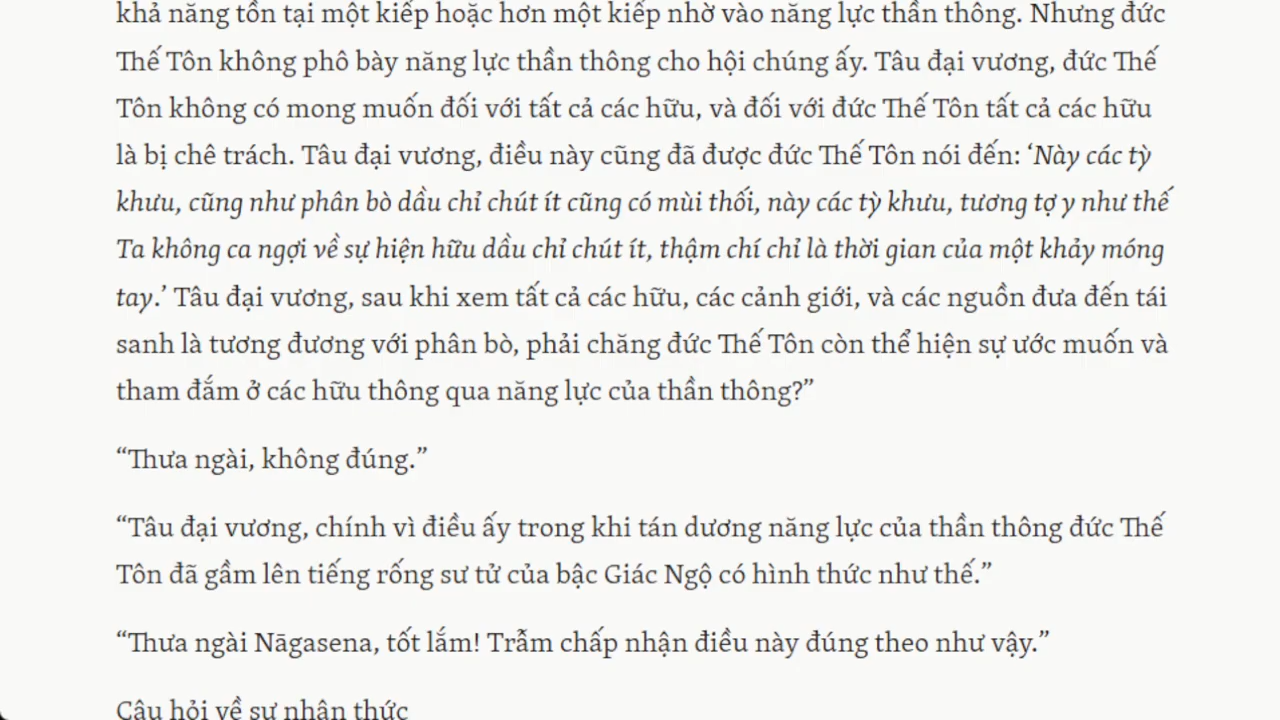 khả năng tồn tại một kiếp hoặc hơn một kiếp nhờ vào năng lực thần thông. Nhưng đức
Thế Tôn không phô bày năng lực thần thông cho hội chúng ấy. Tâu đại vương, đức Thế
Tôn không có mong muốn đối với tất cả các hữu, và đối với đức Thế Tôn tất cả các hữu
là bị chê trách. Tâu đại vương, điều này cũng đã được đức Thế Tôn nói đến: ‘Này các tỳ
khưu, cũng như phân bò dầu chỉ chút ít cũng có mùi thối, này các tỳ khưu, tương tợ y như thế
Ta không ca ngợi về sự hiện hữu dầu chỉ chút ít, thậm chí chỉ là thời gian của một khảy móng
tay.’ Tâu đại vương, sau khi xem tất cả các hữu, các cảnh giới, và các nguồn đưa đến tái
sanh là tương đương với phân bò, phải chăng đức Thế Tôn còn thể hiện sự ước muốn và
tham đắm ở các hữu thông qua năng lực của thần thông?”
“Thưa ngài, không đúng.”
“Tâu đại vương, chính vì điều ấy trong khi tán dương năng lực của thần thông đức Thế
Tôn đã gầm lên tiếng rống sư tử của bậc Giác Ngộ có hình thức như thế.”
“Thưa ngài Nāgasena, tốt lắm! Trẫm chấp nhận điều này đúng theo như vậy.”
Câu hỏi về sự nhận thức